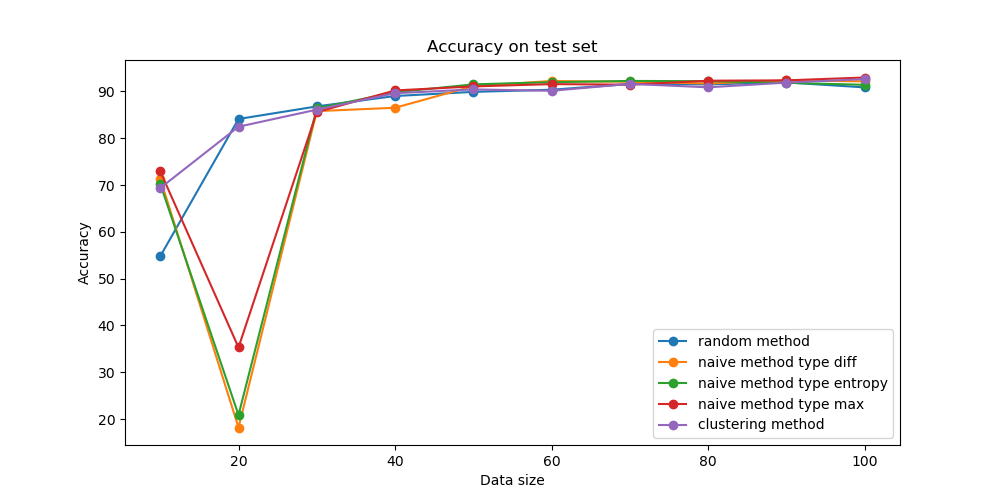 Accuracy on test set
Accuracy
90
80
70
60
50
40
30
20
20 40 60 80 100
Data size
random method
naive method type diff
naive method type entropy
naive method type max
clustering method